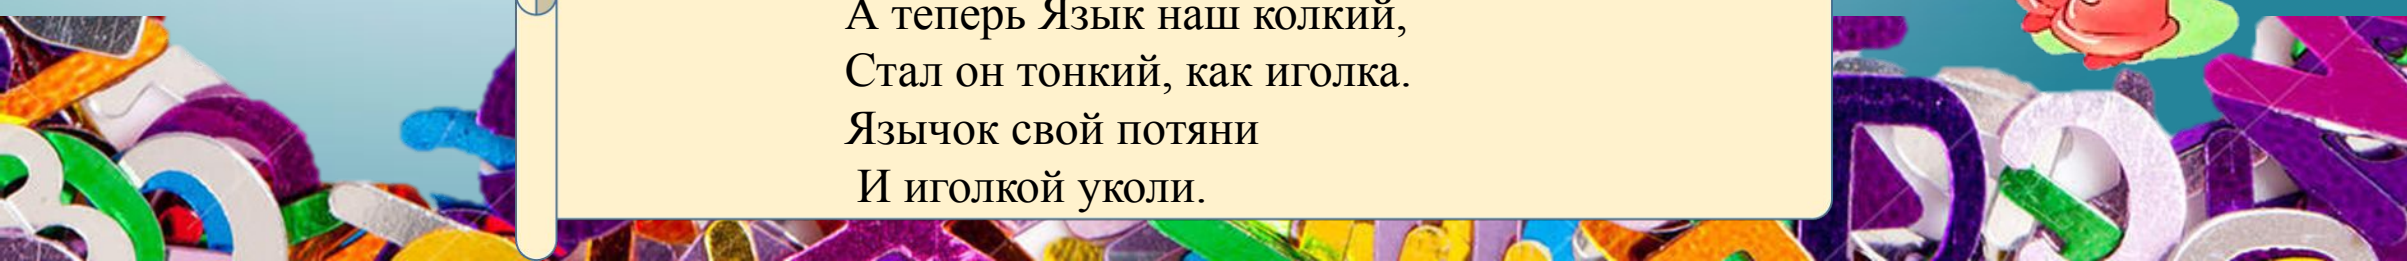 А теперь Язык наш колкий,
Стал он тонкий, как иголка.
Язычок свой потяни
И иголкой уколи.